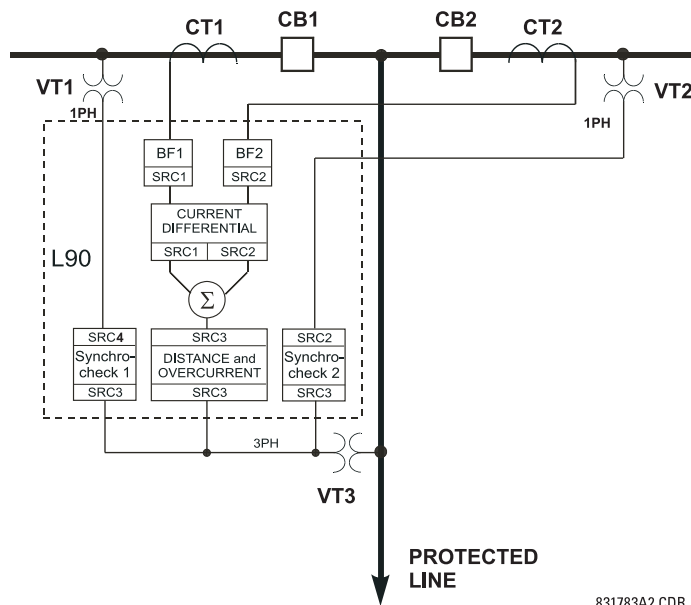 CT1
CB1
CB2
CT2
VT1
VT2
1PH
1PH
BF1
SRC1
BF2
SRC2
CURRENT
DIFFERENTIAL
SRC1
SRC2
L90
Σ
SRC4
Synchro-
check 1
SRC3
SRC3
DISTANCE and
OVERCURRENT
SRC3
SRC2
Synchro-
check 2
SRC3
3PH
VT3
PROTECTED
LINE
831783A2.CDR